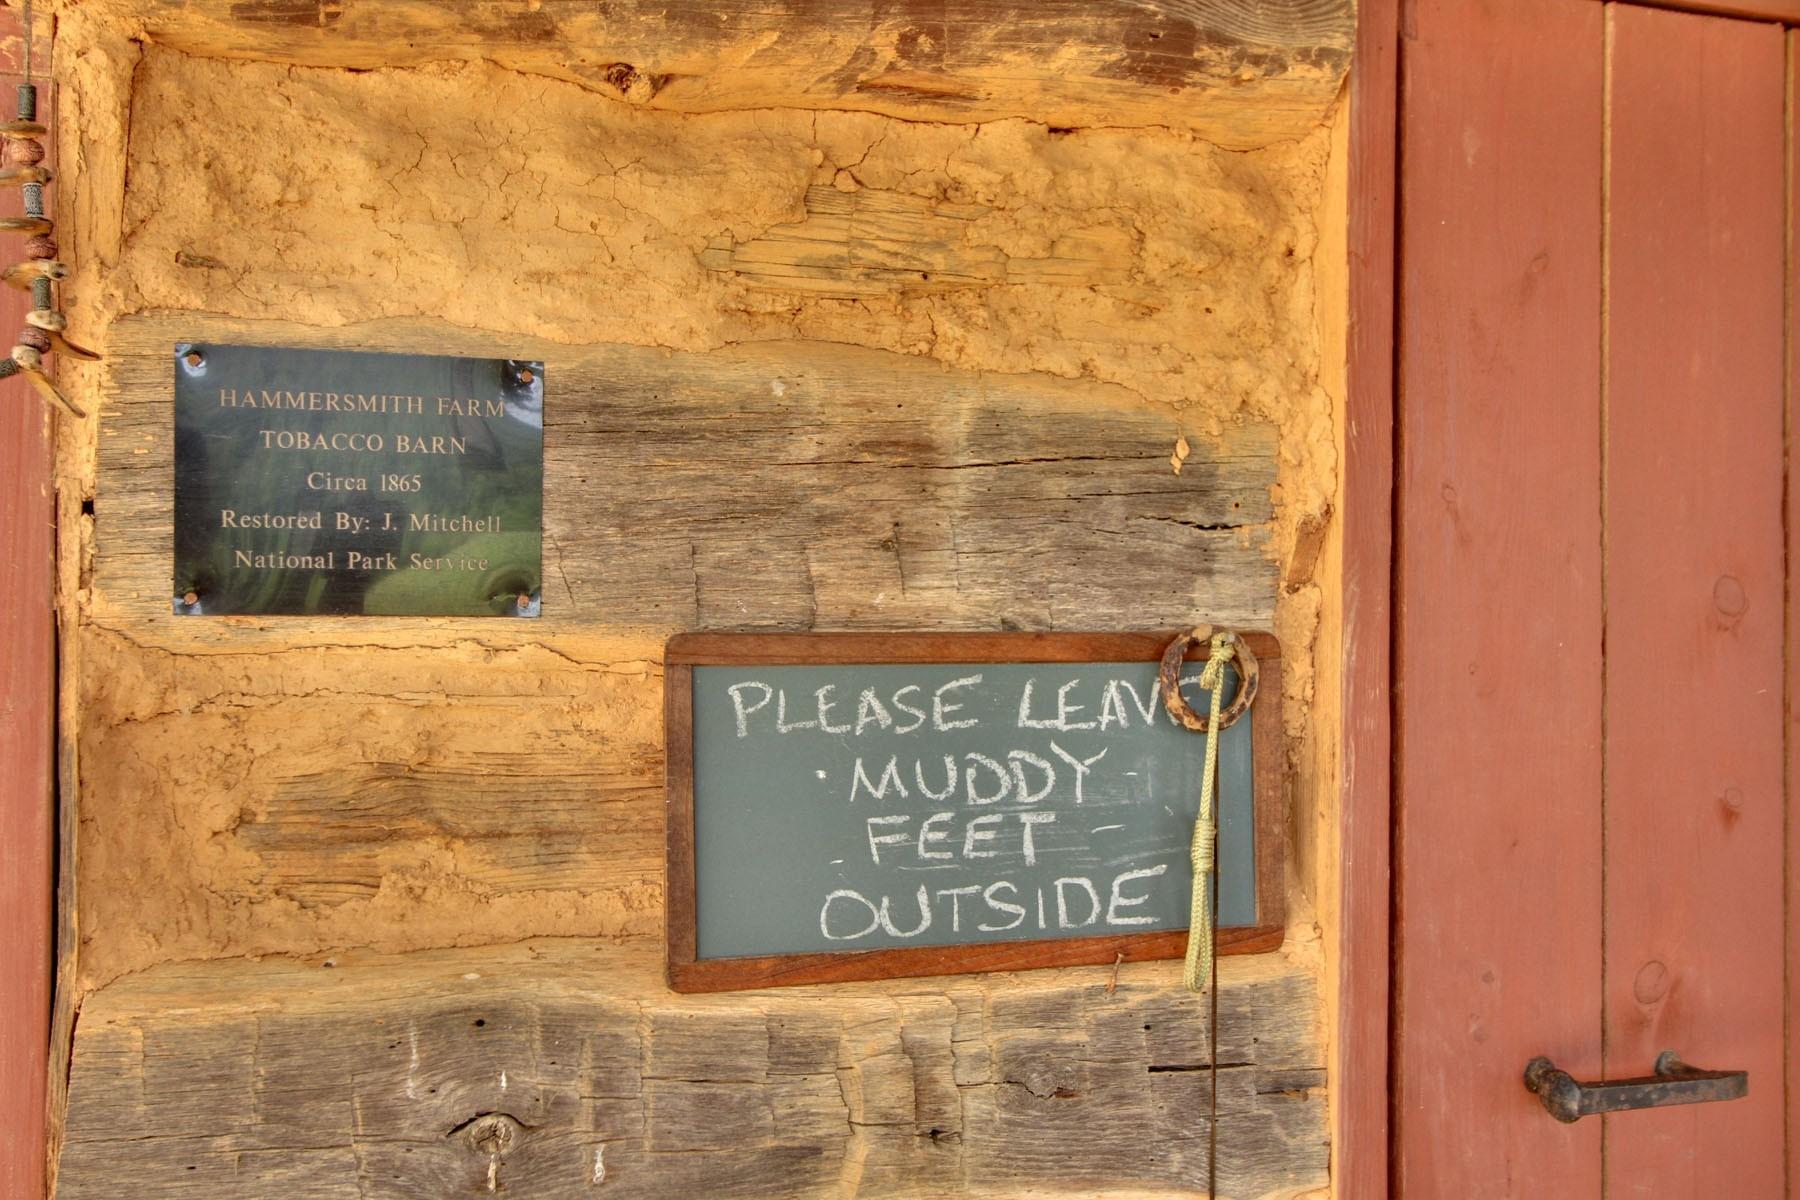 HAMMERSMITH FARM
TOBACCO BARN
Circa 1865
Restored By: J. Mitchell
National Park Service
PLEASE LEAVE
· MUDDY -
FEET -
- OUTSIDE